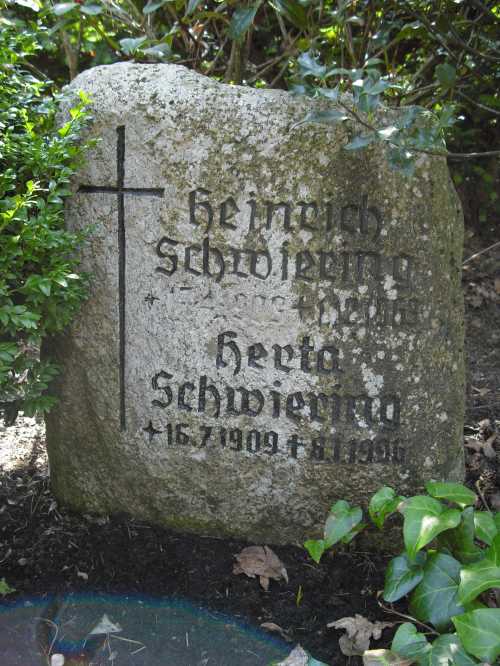 Heinrich
Schwiering
Herta
Schwiering
+16.7.1909 +8.1.1996